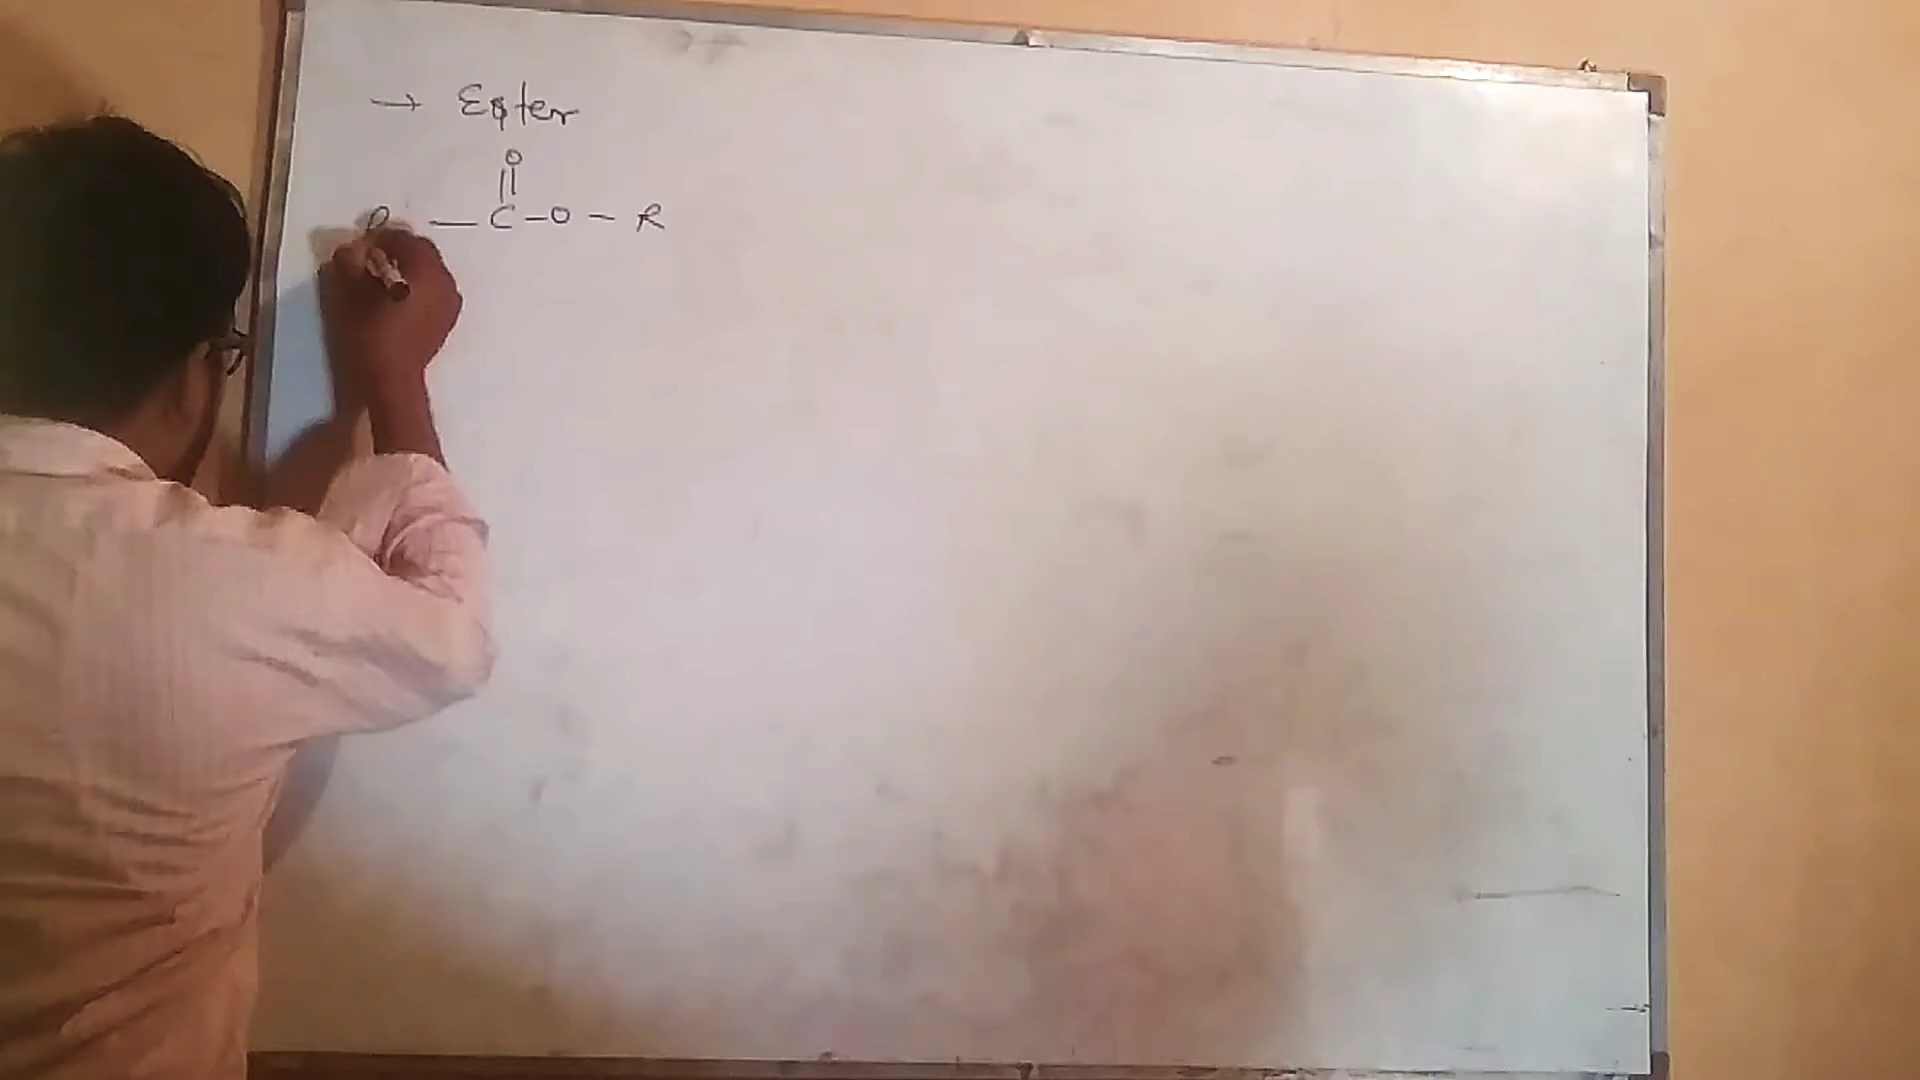 → Ester
O
||
R — C – O – R